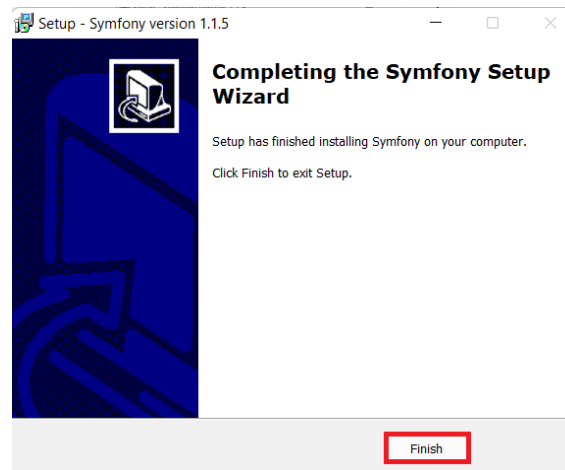 Setup - Symfony version 1.1.5
Completing the Symfony Setup
Wizard
Setup has finished installing Symfony on your computer.
Click Finish to exit Setup.
Finish